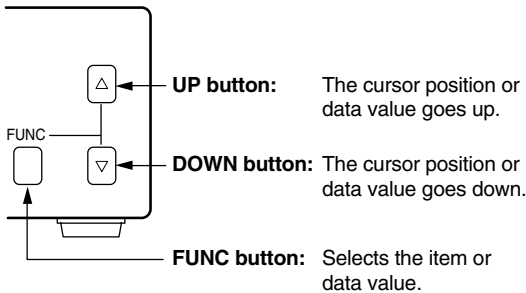 UP button: The cursor position or
data value goes up.
FUNC
DOWN button: The cursor position or
data value goes down.
FUNC button: Selects the item or
data value.